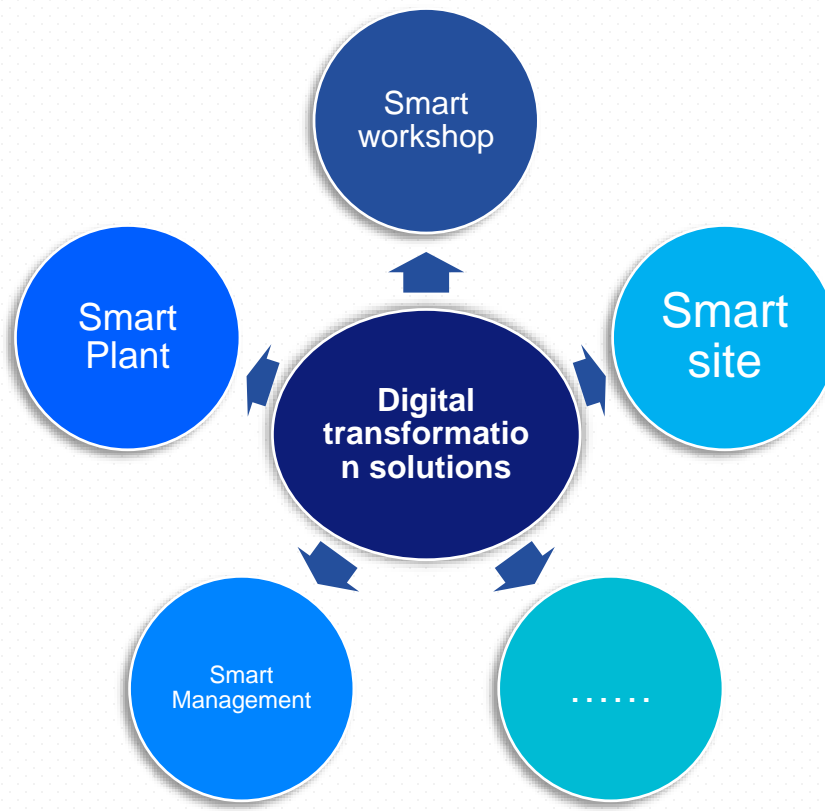 Smart
workshop
Smart
Plant
Smart
site
Digital
transformatio
n solutions
Smart
Management
......